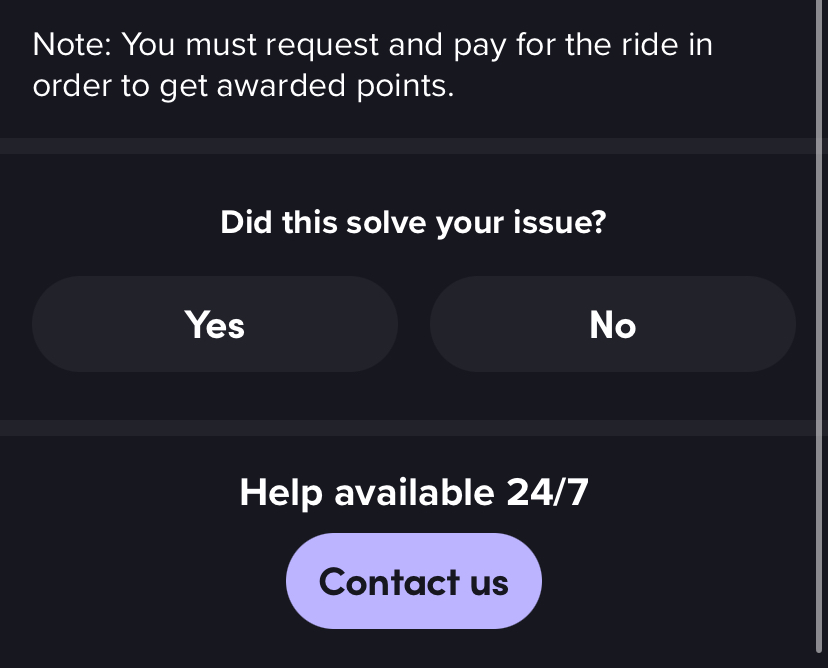 Note: You must request and pay for the ride in
order to get awarded points.
Did this solve your issue?
Yes
No
Help available 24/7
Contact us